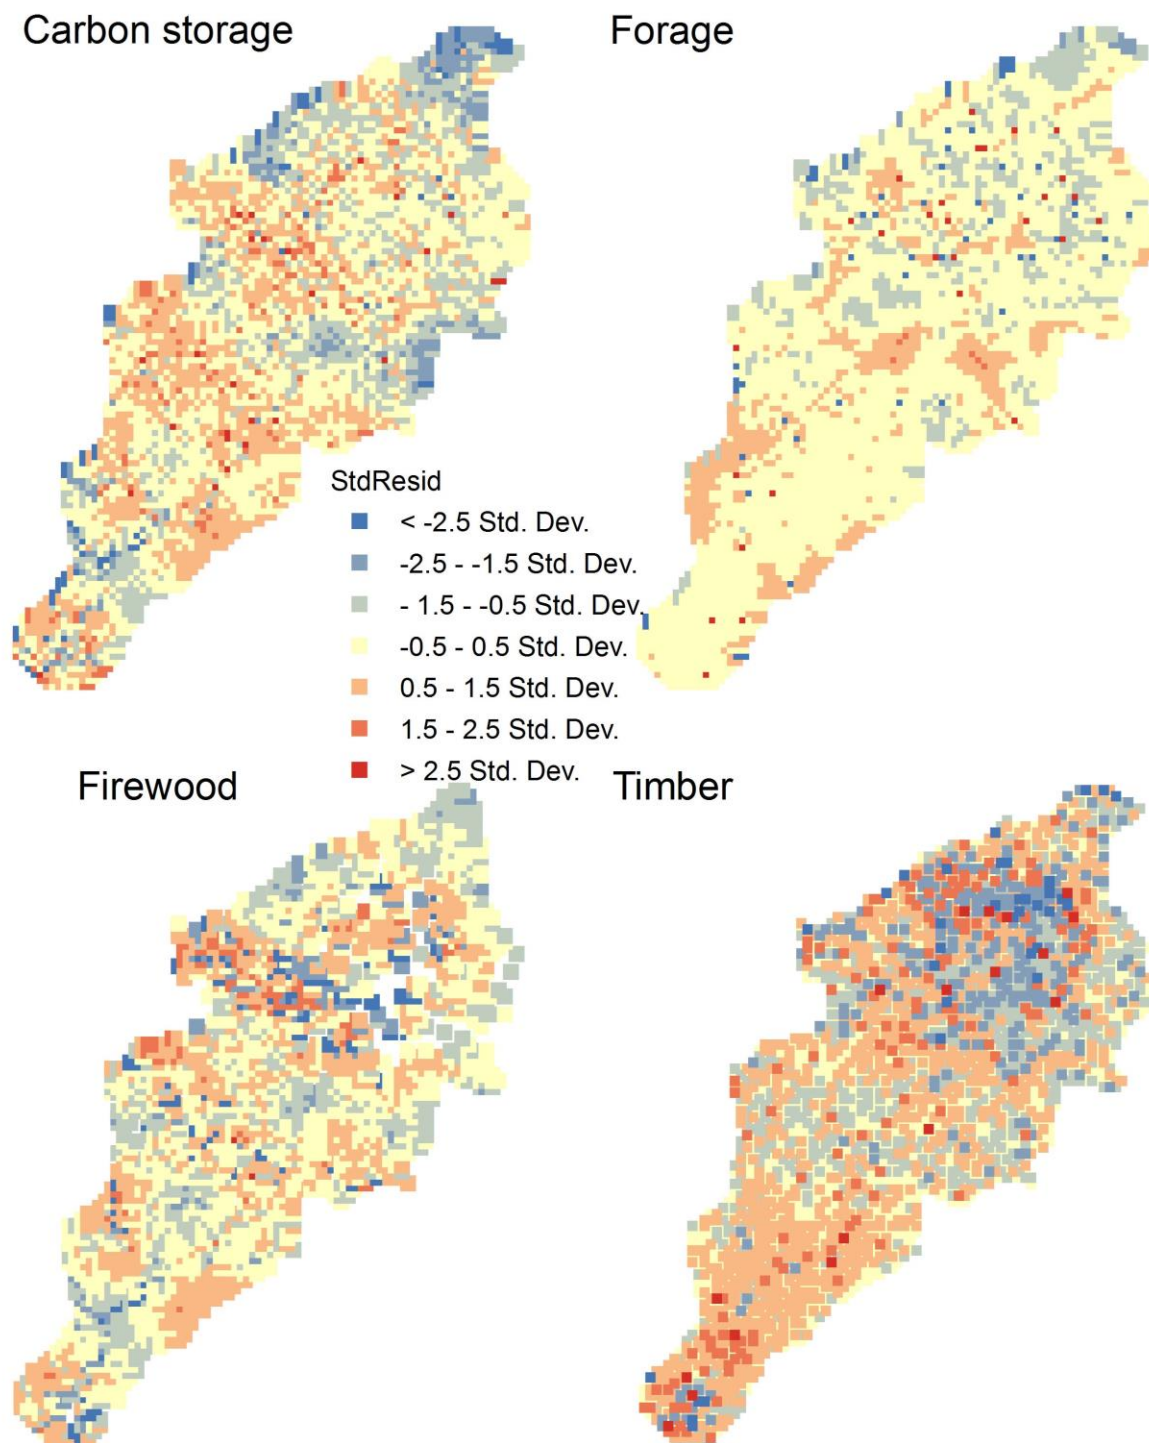 Carbon storage
Forage
StdResid
< -2.5 Std. Dev.
-2.5 - -1.5 Std. Dev.
- 1.5 - -0.5 Std. Dev.
-0.5 - 0.5 Std. Dev.
0.5 - 1.5 Std. Dev.
1.5 - 2.5 Std. Dev.
> 2.5 Std. Dev.
Firewood
Timber